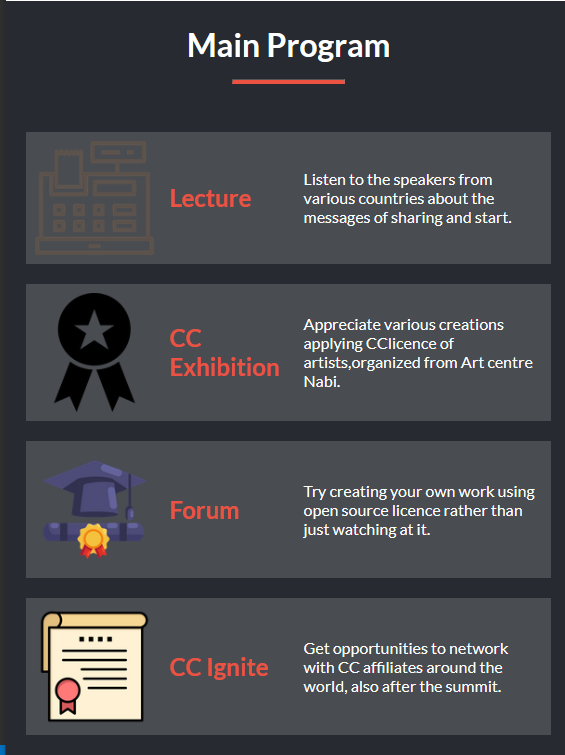 Main Program
Lecture
Listen to the speakers from
various countries about the
messages of sharing and start.
CC
Exhibition
Appreciate various creations
applying CClicence of
artists,organized from Art centre
Nabi.
Forum
Try creating your own work using
open source licence rather than
just watching at it.
CC Ignite
Get opportunities to network
with CC affiliates around the
world, also after the summit.